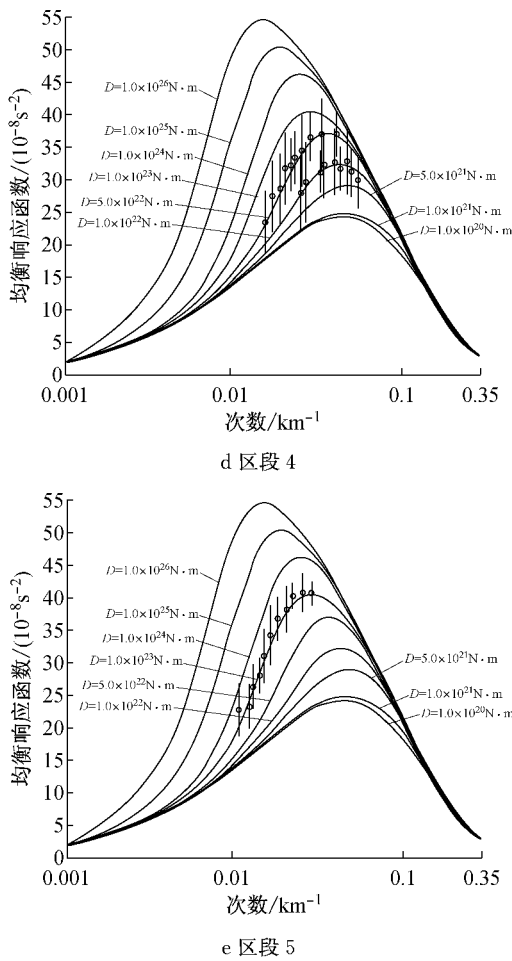 55
50
45
40
35
30
25
20
15
10
5
0
均衡响应函数/(10⁻⁸s⁻²)
D=1.0×10²⁶N·m
D=1.0×10²⁵N·m
D=1.0×10²⁴N·m
D=1.0×10²³N·m
D=5.0×10²²N·m
D=1.0×10²²N·m
D=5.0×10²¹N·m
D=1.0×10²¹N·m
D=1.0×10²⁰N·m
0.001 0.01 0.1 0.35
次数/km⁻¹
d 区段 4
55
50
45
40
35
30
25
20
15
10
5
0
均衡响应函数/(10⁻⁸s⁻²)
D=1.0×10²⁶N·m
D=1.0×10²⁵N·m
D=1.0×10²⁴N·m
D=1.0×10²³N·m
D=5.0×10²²N·m
D=1.0×10²²N·m
D=5.0×10²¹N·m
D=1.0×10²¹N·m
D=1.0×10²⁰N·m
0.001 0.01 0.1 0.35
次数/km⁻¹
e 区段 5